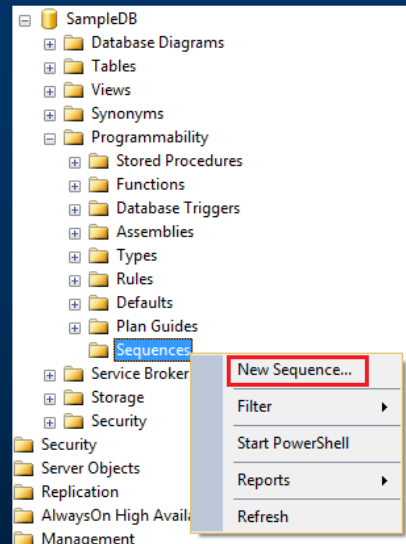 SampleDB
Database Diagrams
Tables
Views
Synonyms
Programmability
Stored Procedures
Functions
Database Triggers
Assemblies
Types
Rules
Defaults
Plan Guides
Sequences
Service Broker
Storage
Security
Security
Server Objects
Replication
AlwaysOn High
Management
New Sequence...
Filter
Start PowerShell
Reports
Refresh